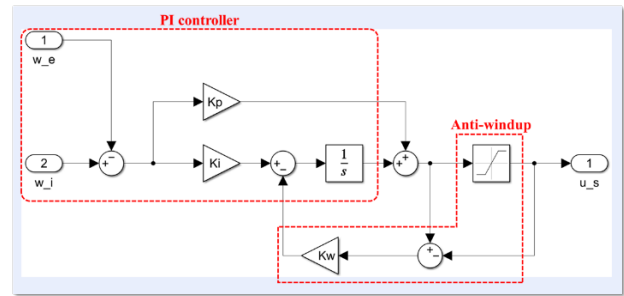 PI controller
1
w_e
Kp
Anti-windup
2
w_i
+
−
Ki
+
−
1
s
+
+
1
u_s
Kw
+
−